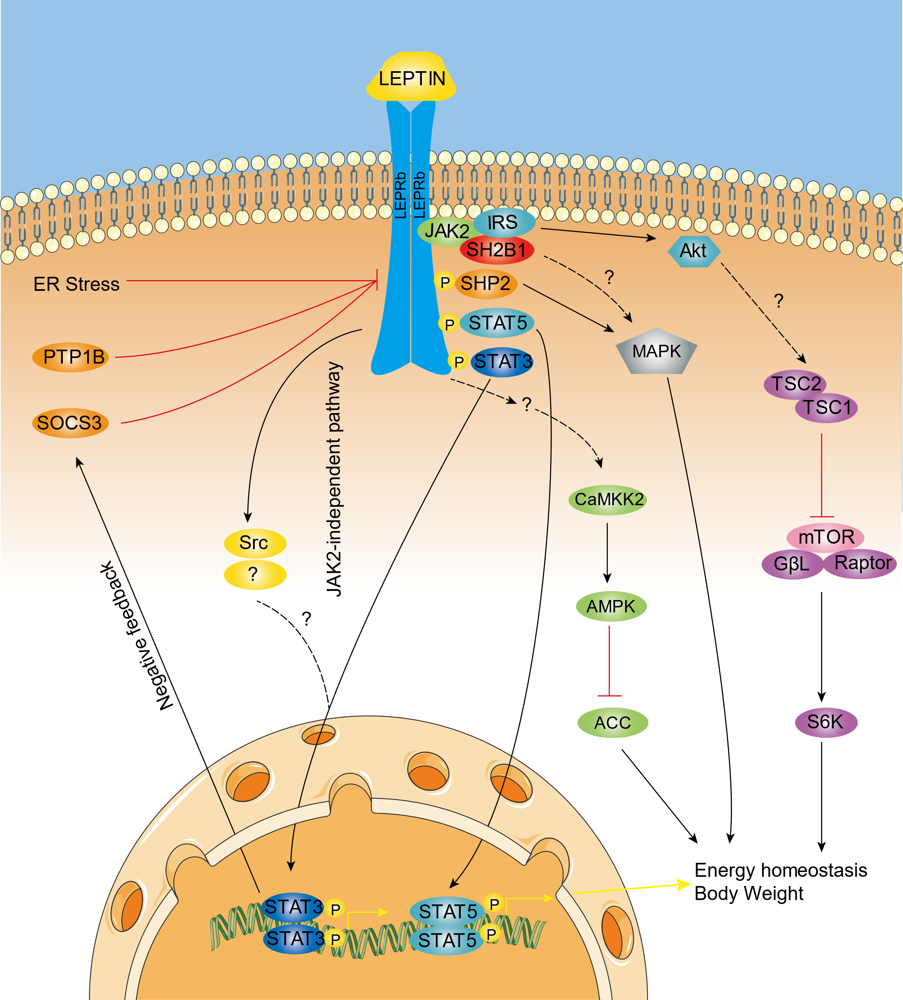 LEPTIN
LEPRb
LEPRb
JAK2
IRS
SH2B1
Akt
ER Stress
P
SHP2
?
?
P
STAT5
PTP1B
P
STAT3
MAPK
TSC2
TSC1
?
SOCS3
JAK2-independent pathway
CaMKK2
mTOR
GβL
Raptor
Src
?
Negative feedback
AMPK
?
ACC
S6K
Energy homeostasis
Body Weight
STAT3
P
STAT5
P
STAT3
P
STAT5
P